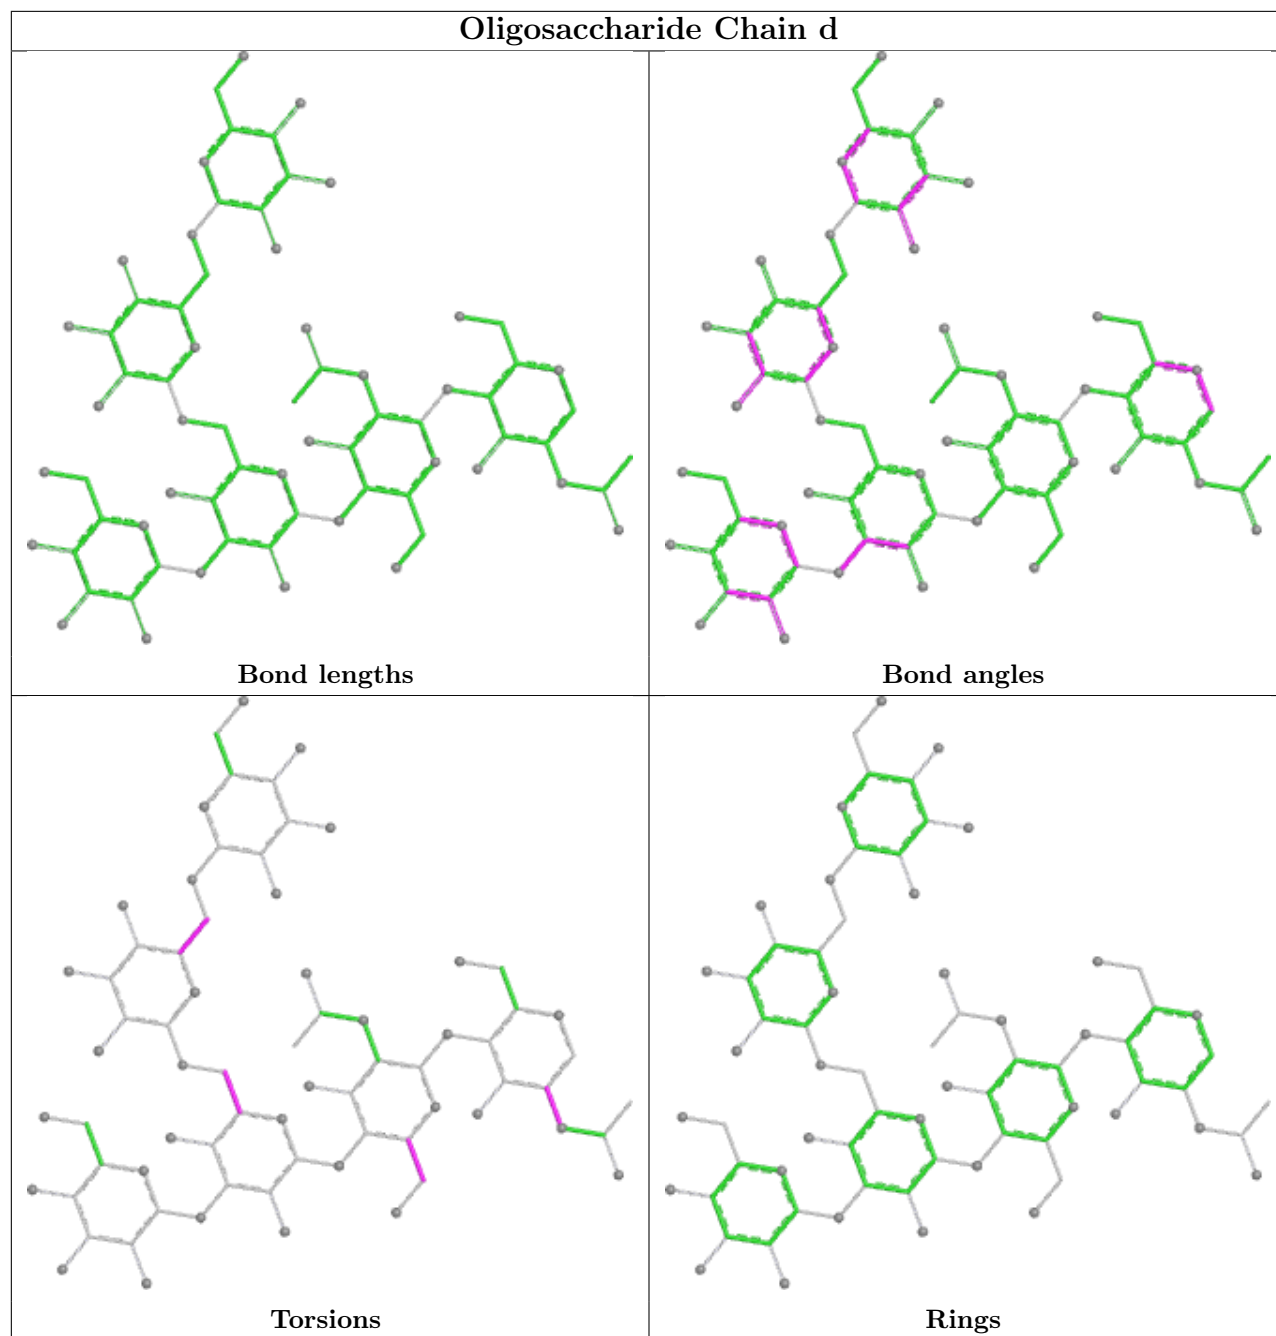 Oligosaccharide Chain d
Bond lengths
Bond angles
Torsions
Rings